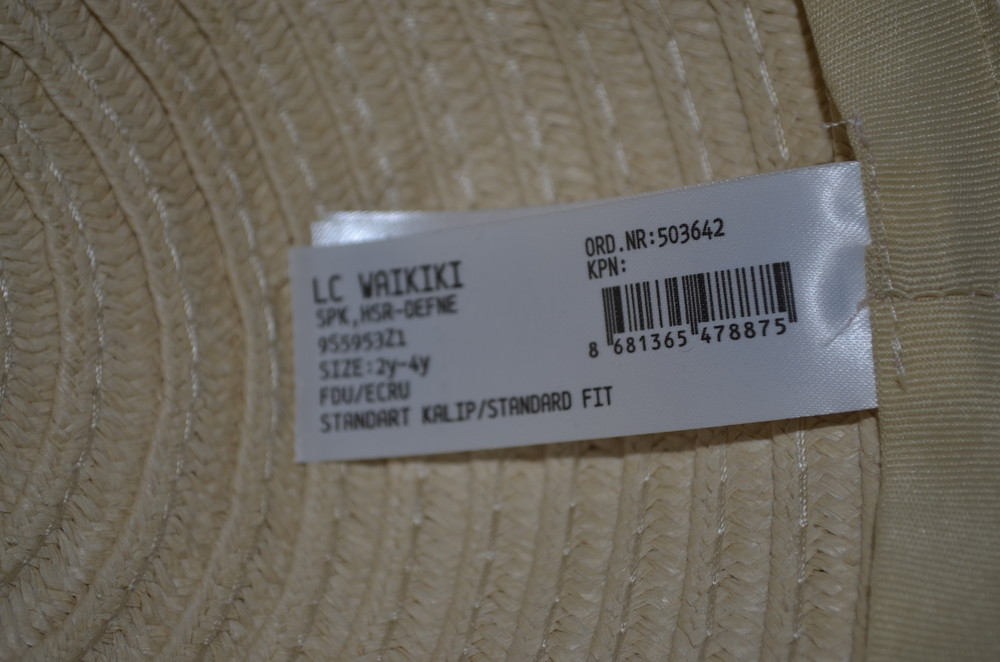 LC WAIKIKI
SPK,HSR-DEFNE
955953Z1
SIZE:2y-4y
FDU/ECRU
STANDART KALIP/STANDARD FIT
ORD.NR:503642
KPN:
8 681365 478875